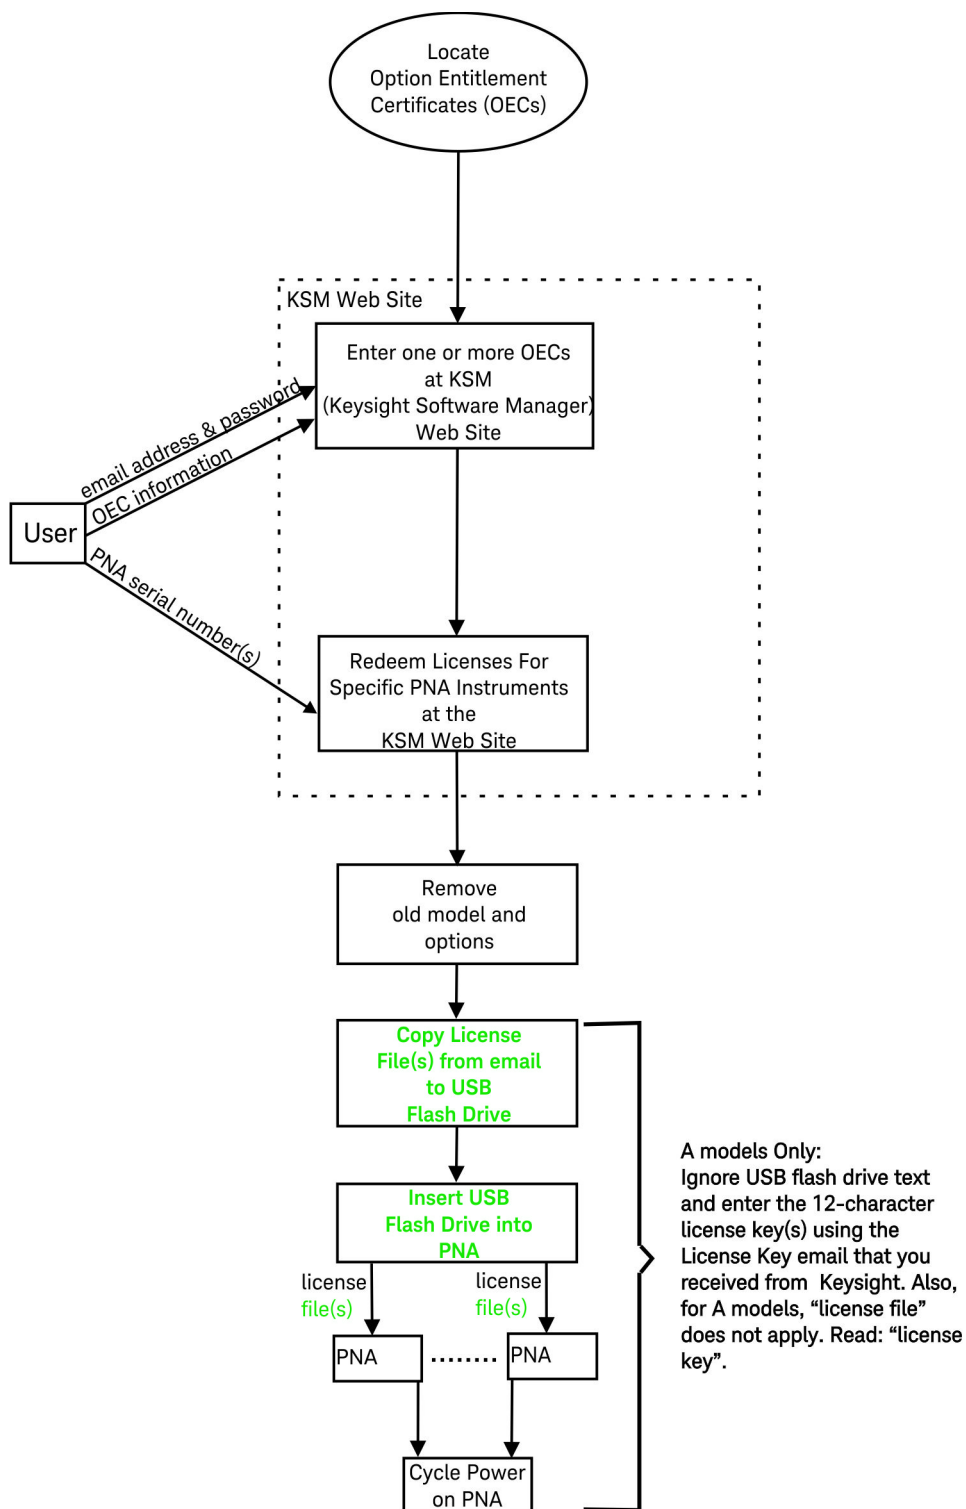 Locate
Option Entitlement
Certificates (OECs)
KSM Web Site
Enter one or more OECs
at KSM
(Keysight Software Manager)
Web Site
email address & password
OEC information
User
PNA serial number(s)
Redeem Licenses For
Specific PNA Instruments
at the
KSM Web Site
Remove
old model and
options
Copy License
File(s) from email
to USB
Flash Drive
Insert USB
Flash Drive into
PNA
license
file(s)
license
file(s)
PNA
PNA
Cycle Power
on PNA
A models Only:
Ignore USB flash drive text
and enter the 12-character
license key(s) using the
License Key email that you
received from Keysight. Also,
for A models, “license file”
does not apply. Read: “license
key”.